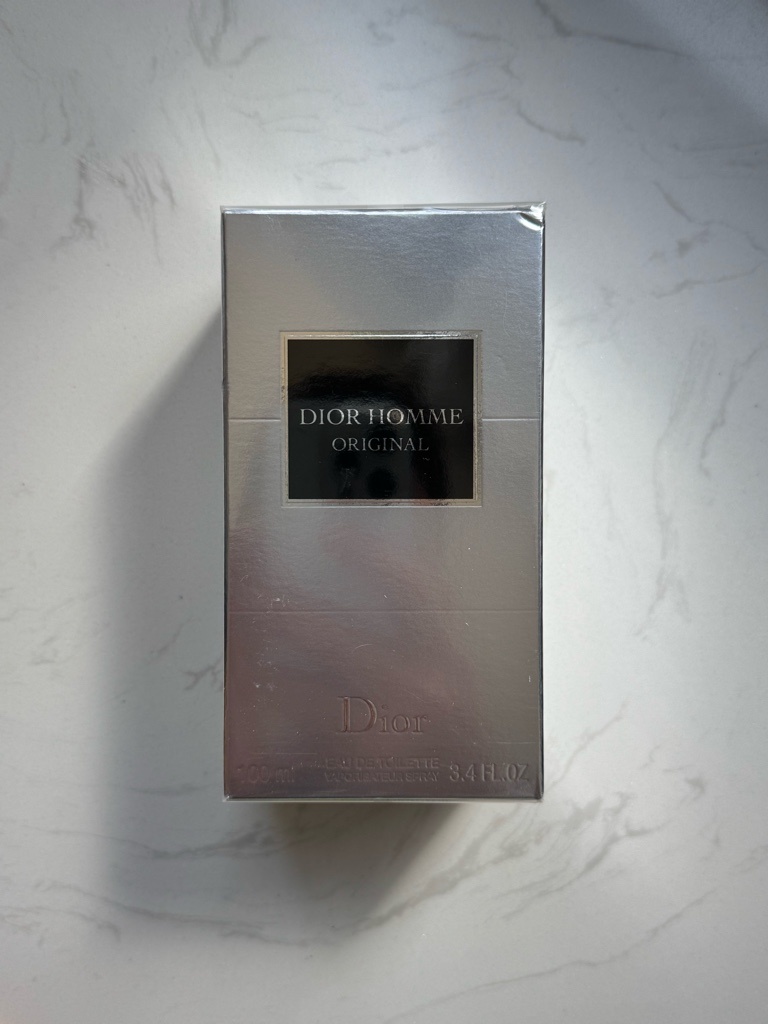 DIOR HOMME
ORIGINAL
Dior
100 ml EAU DE TOILETTE 3.4 FL.OZ.
VAPORISATEUR SPRAY